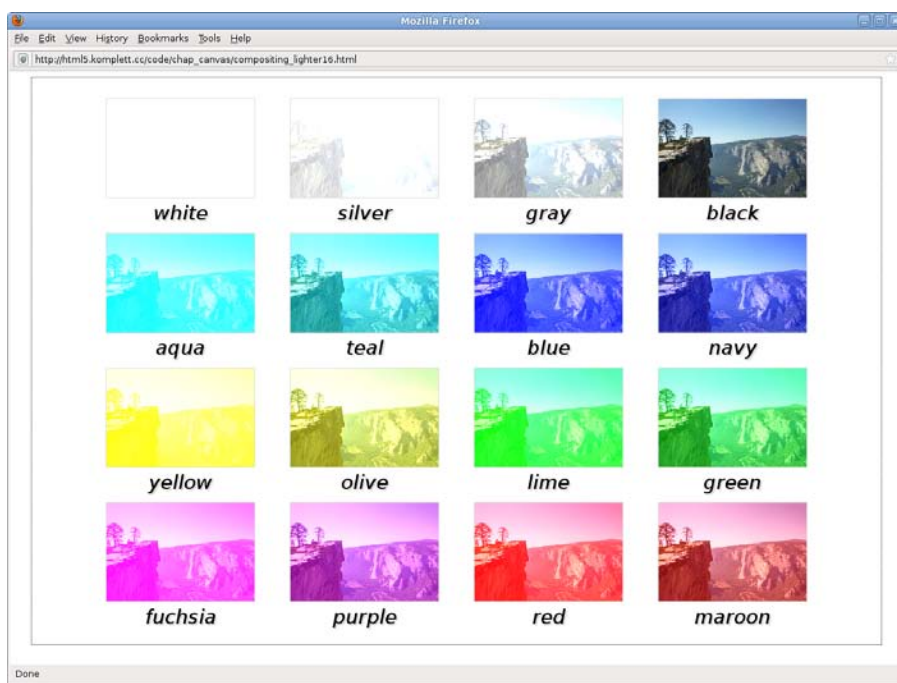 Mozilla Firefox
File Edit View History Bookmarks Tools Help
http://html5.komplett.cc/code/chap_canvas/compositing_lighter16.html
white silver gray black
aqua teal blue navy
yellow olive lime green
fuchsia purple red maroon
Done